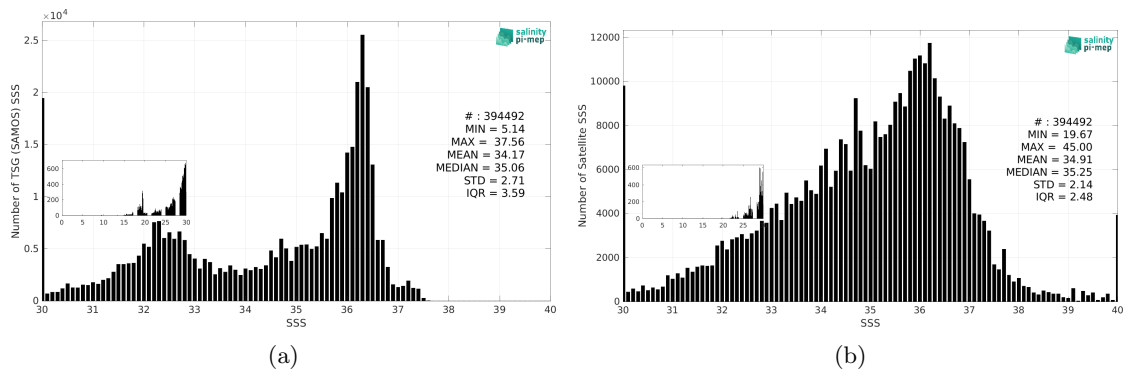 ×10⁴
2.5
2
1.5
1
0.5
0
30 31 32 33 34 35 36 37 38 39 40
Number of TSG (SAMOS) SSS
SSS
salinity
pi-mep
# : 394492
MIN = 5.14
MAX = 37.56
MEAN = 34.17
MEDIAN = 35.06
STD = 2.71
IQR = 3.59
600
400
200
0
0 5 10 15 20 25 30
(a)
12000
10000
8000
6000
4000
2000
0
30 31 32 33 34 35 36 37 38 39 40
Number of Satellite SSS
SSS
salinity
pi-mep
# : 394492
MIN = 19.67
MAX = 45.00
MEAN = 34.91
MEDIAN = 35.25
STD = 2.14
IQR = 2.48
600
400
200
0
0 5 10 15 20 25 30
(b)